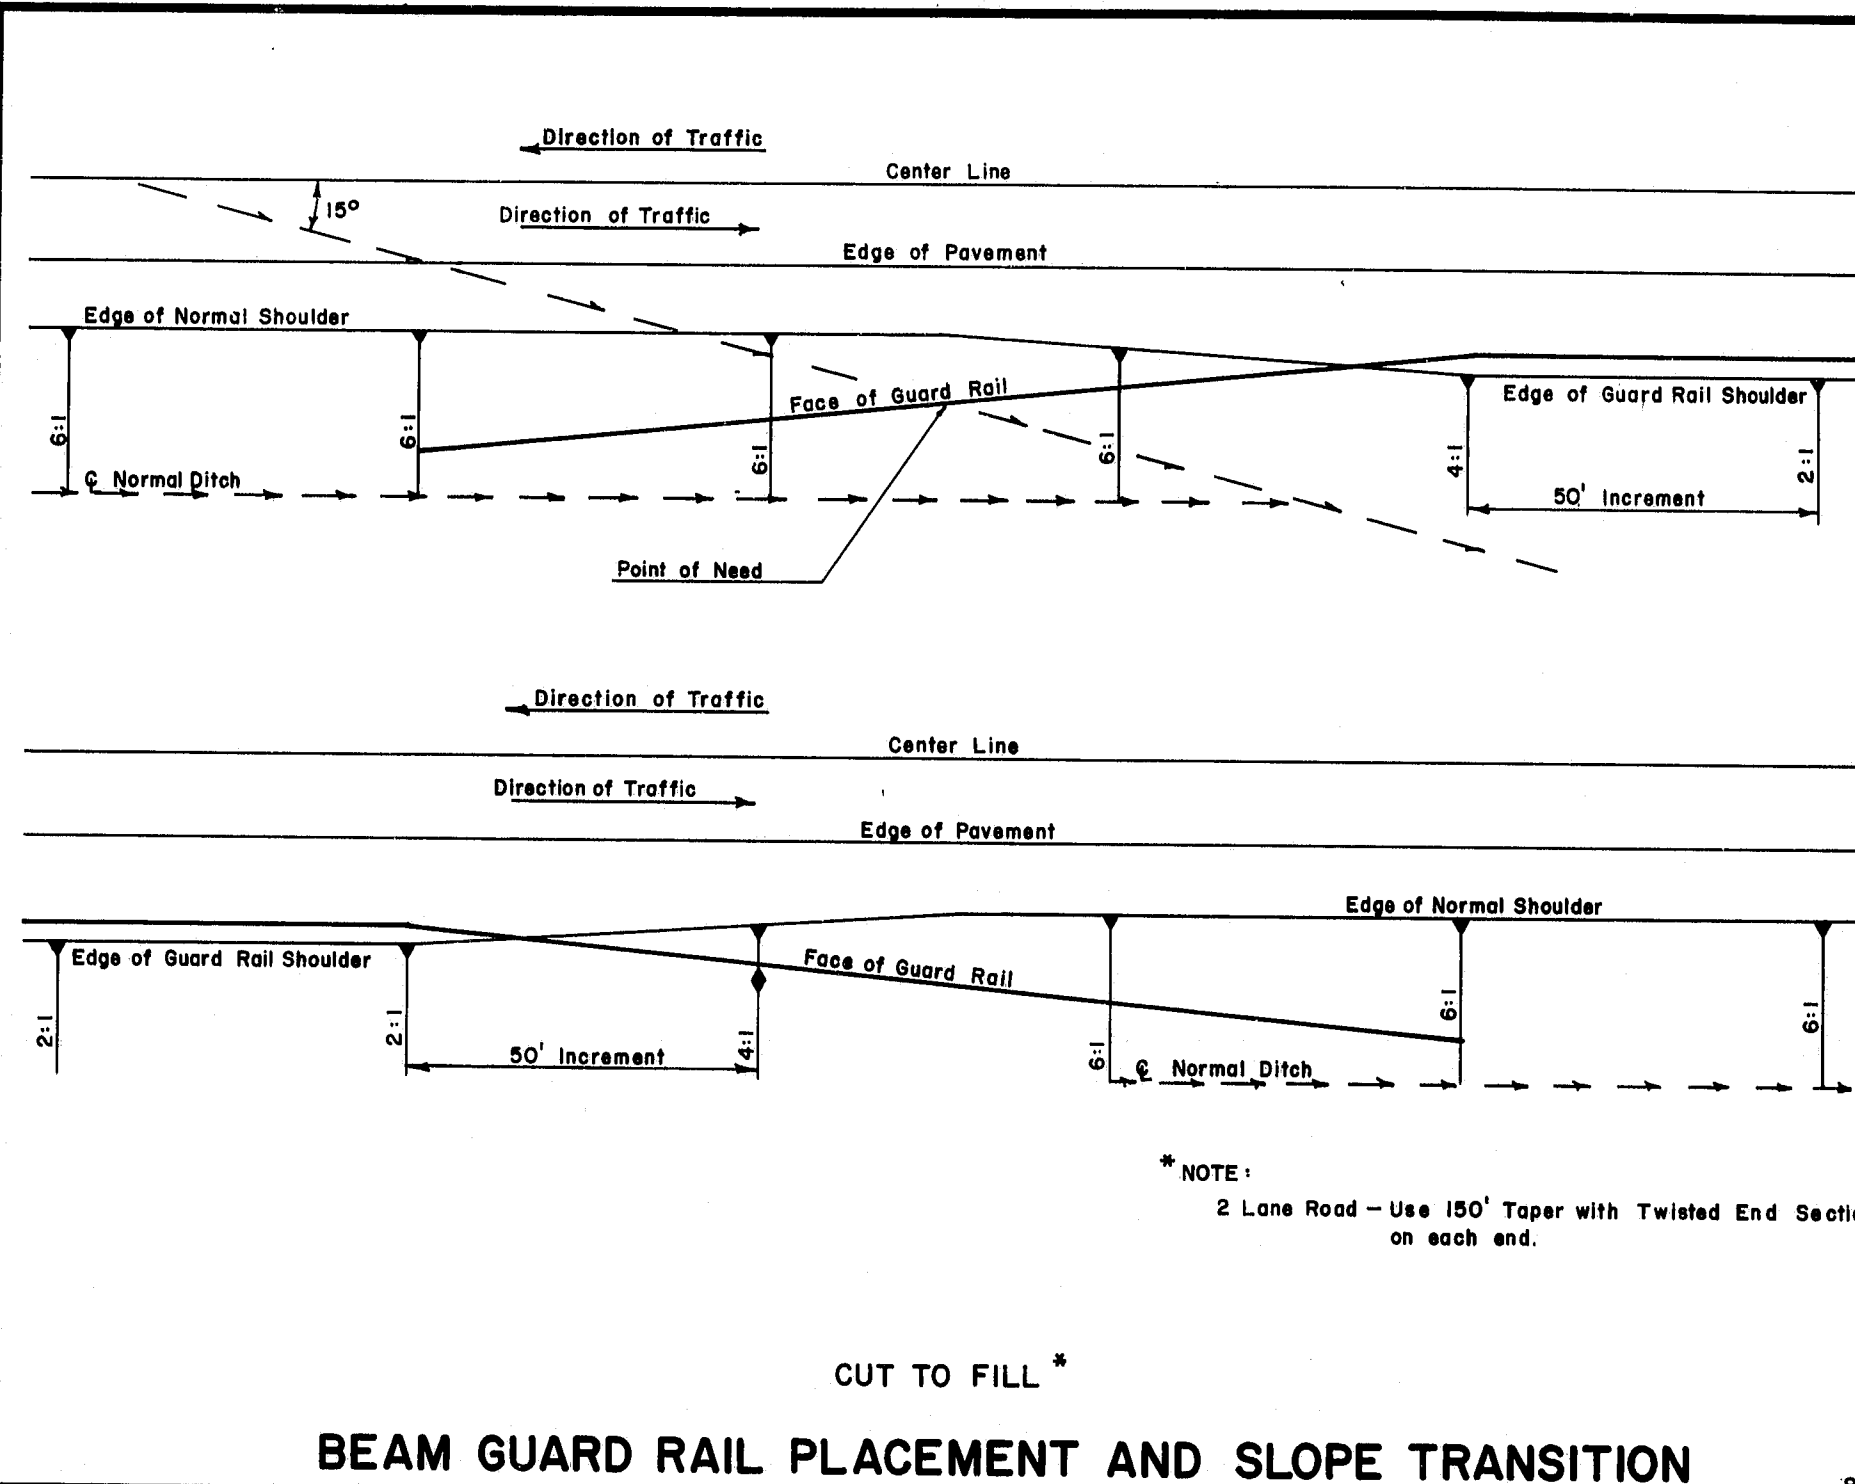 Direction of Traffic
Center Line
15°
Direction of Traffic
Edge of Pavement
Edge of Normal Shoulder
Face of Guard Rail
Edge of Guard Rail Shoulder
6:1
6:1
6:1
6:1
4:1
2:1
℄ Normal Ditch
50' Increment
Point of Need
Direction of Traffic
Center Line
Direction of Traffic
Edge of Pavement
Edge of Normal Shoulder
Edge of Guard Rail Shoulder
Face of Guard Rail
2:1
2:1
4:1
6:1
6:1
6:1
50' Increment
℄ Normal Ditch
* NOTE:
2 Lane Road – Use 150' Taper with Twisted End
on each end.
CUT TO FILL *
BEAM GUARD RAIL PLACEMENT AND SLOPE TRANSITION